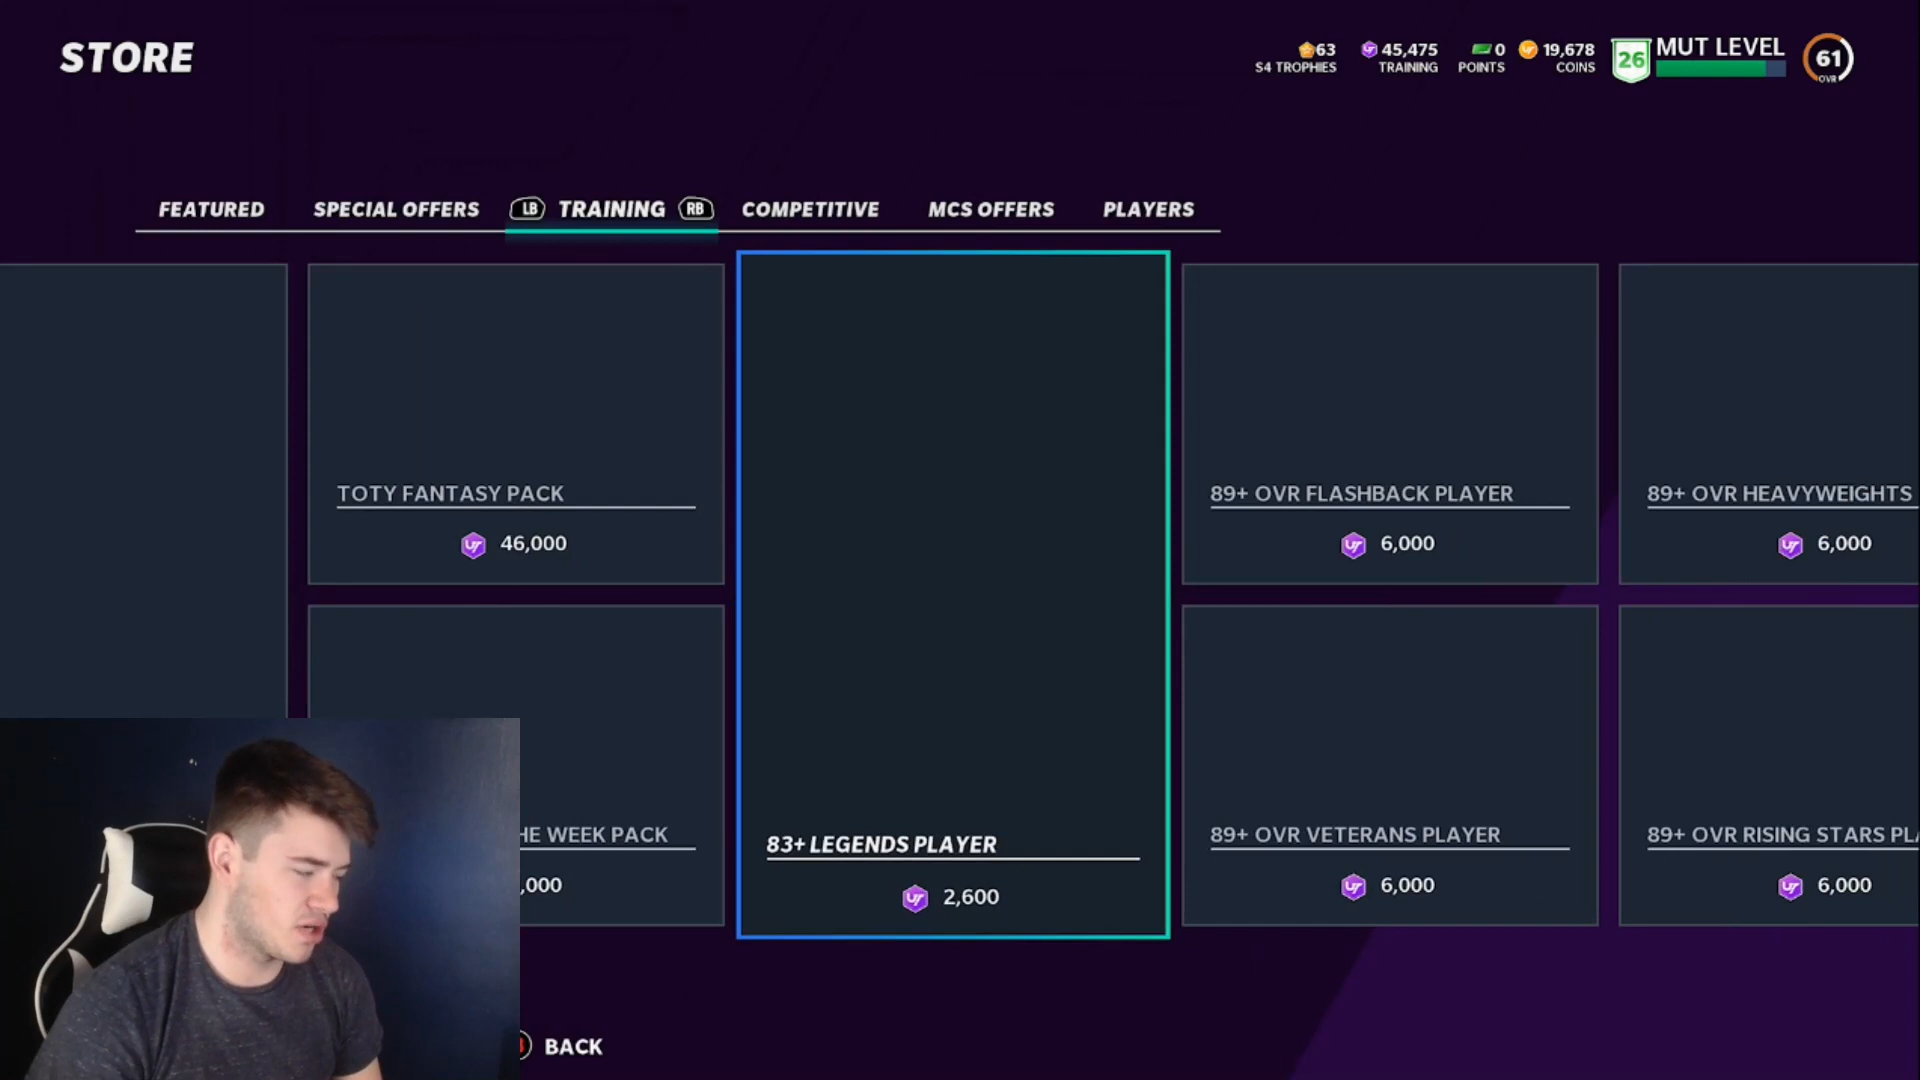 STORE
63
S4 TROPHIES
45,475
TRAINING
0
POINTS
19,678
COINS
26
MUT LEVEL
61
OVR
FEATURED
SPECIAL OFFERS
LB
TRAINING
RB
COMPETITIVE
MCS OFFERS
PLAYERS
TOTY FANTASY PACK
46,000
HE WEEK PACK
,000
83+ LEGENDS PLAYER
2,600
89+ OVR FLASHBACK PLAYER
6,000
89+ OVR HEAVYWEIGHTS
6,000
89+ OVR VETERANS PLAYER
6,000
89+ OVR RISING STARS PLA
6,000
BACK